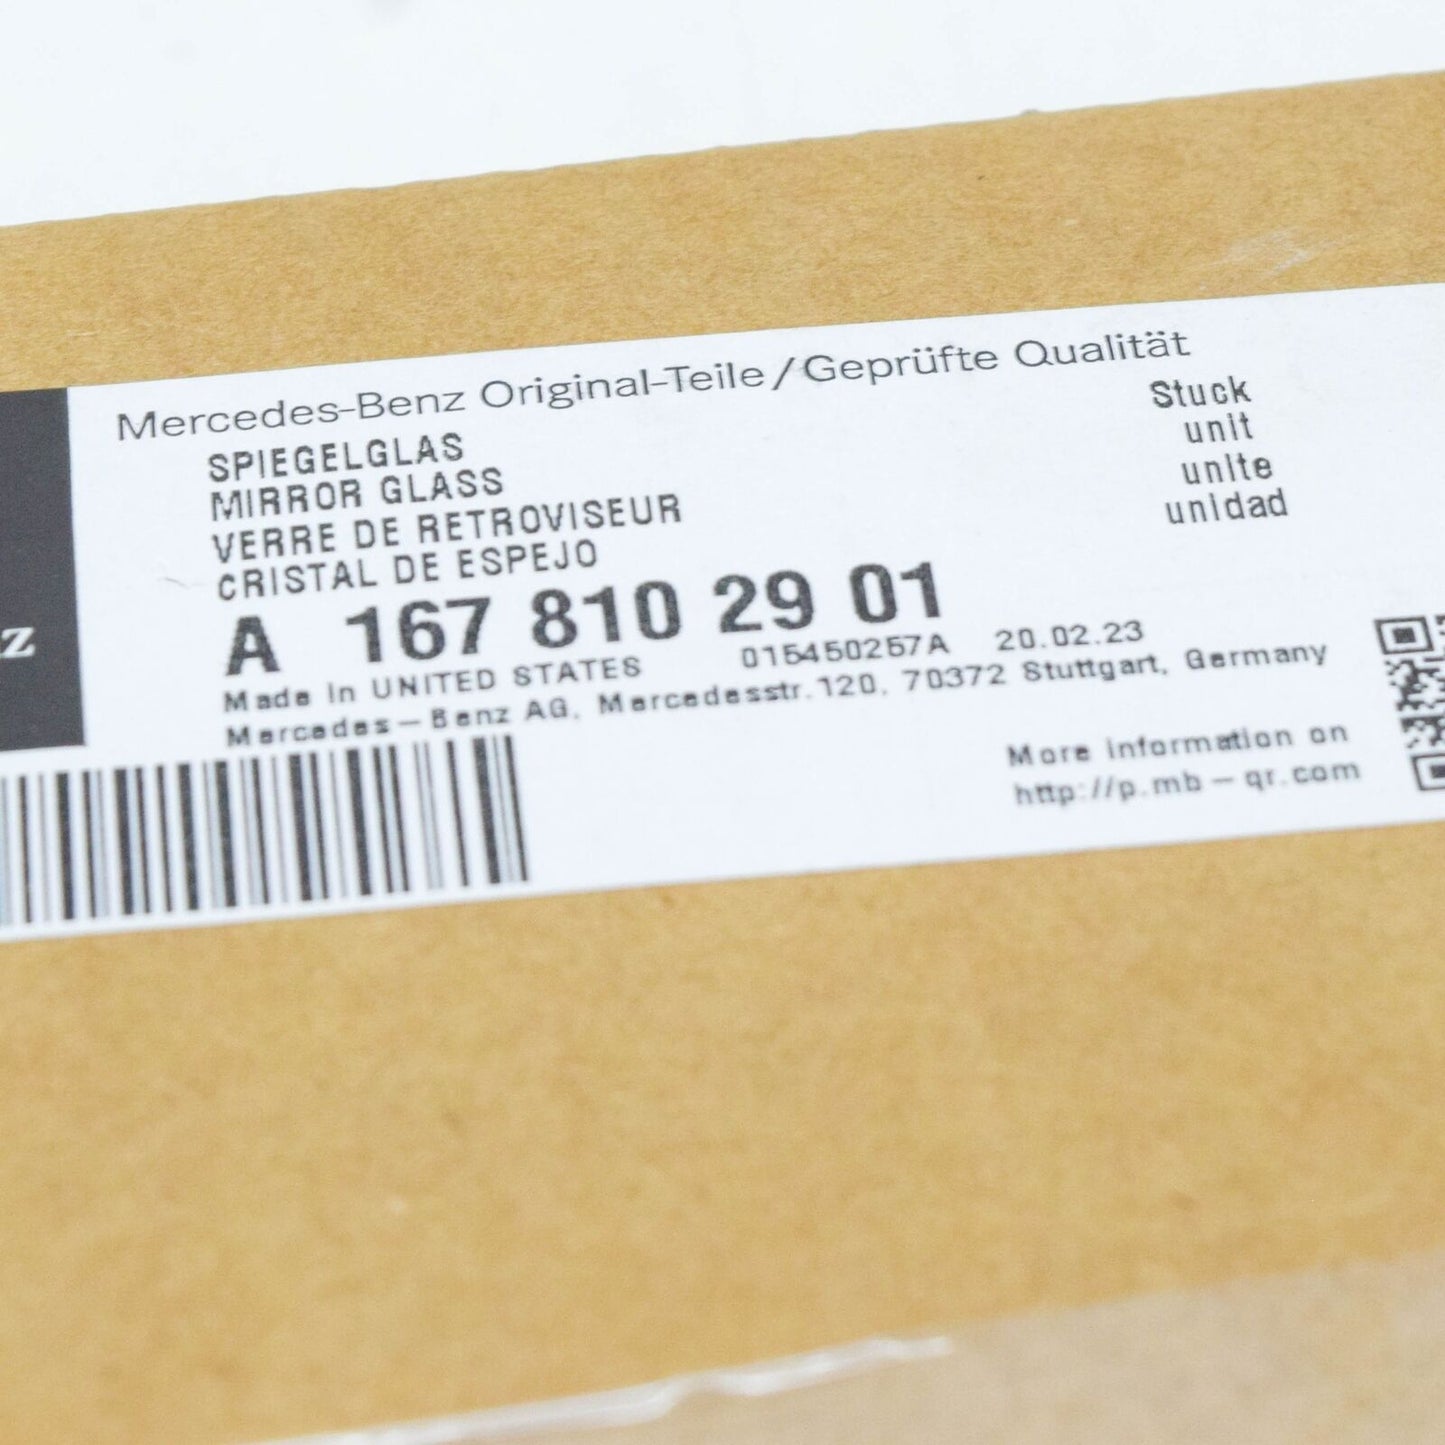 Mercedes-Benz Original-Teile/Geprüfte Qualität
SPIEGELGLAS
MIRROR GLASS
VERRE DE RETROVISEUR
CRISTAL DE ESPEJO
Stuck
unit
unite
unidad
z
A 167 810 29 01
Made in UNITED STATES 015450257A 20.02.23
Mercedes-Benz AG, Mercedesstr.120, 70372 Stuttgart, Germany
More information on
http://p.mb-qr.com